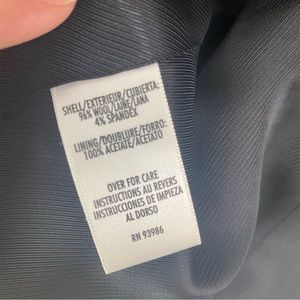 SHELL/EXTERIEUR/CUBIERTA:
96% WOOL/LAINE/LANA
4% SPANDEX
LINING/DOUBLURE/FORRO:
100% ACETATE/ACETATO
OVER FOR CARE
INSTRUCTIONS AU REVERS
INSTRUCCIONES DE IMPIEZA
AL DORSO
RN 93986